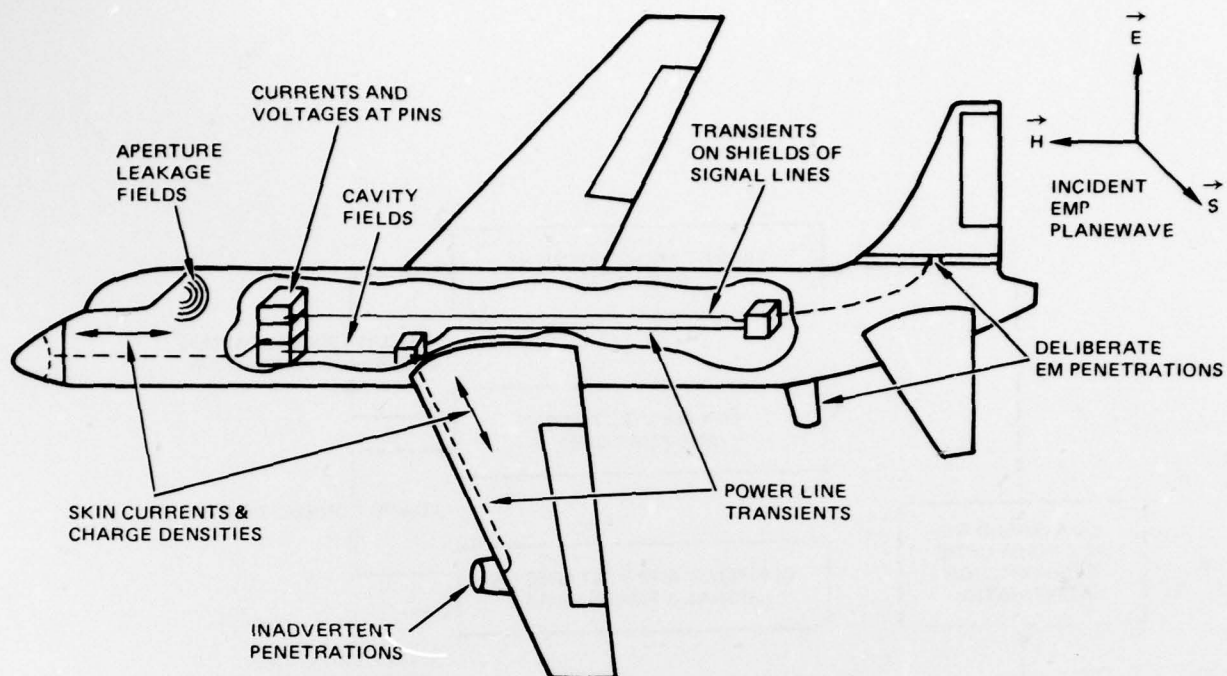 CURRENTS AND
VOLTAGES AT PINS
APERTURE
LEAKAGE
FIELDS
CAVITY
FIELDS
TRANSIENTS
ON SHIELDS OF
SIGNAL LINES
E
H
S
INCIDENT
EMP
PLANEWAVE
DELIBERATE
EM PENETRATIONS
SKIN CURRENTS &
CHARGE DENSITIES
POWER LINE
TRANSIENTS
INADVERTENT
PENETRATIONS